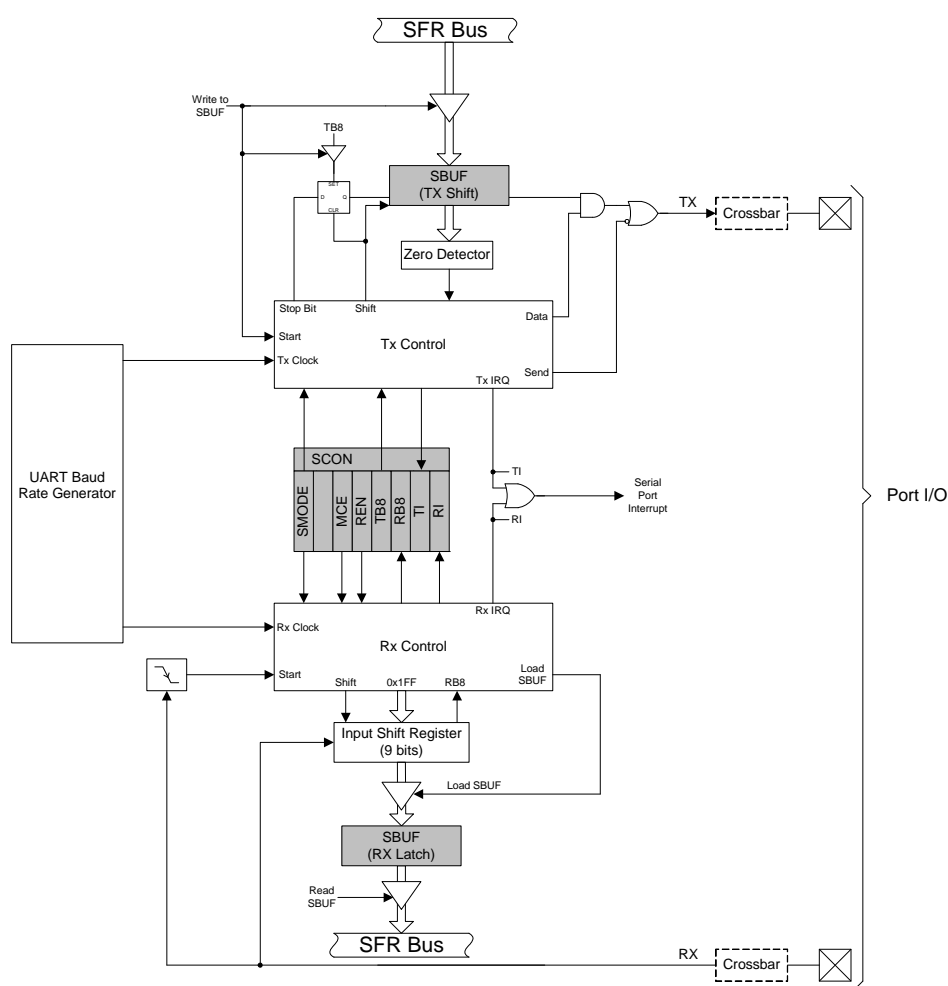 SFR Bus
Write to
SBUF
TB8
SET
D
Q
CLR
SBUF
(TX Shift)
TX
Crossbar
Zero Detector
Stop Bit
Shift
Data
Start
Tx Control
Tx Clock
Send
Tx IRQ
UART Baud
Rate Generator
SCON
SMODE
MCE
REN
TB8
RB8
TI
RI
TI
RI
Serial
Port
Interrupt
Port I/O
Rx IRQ
Rx Clock
Rx Control
Start
Load
SBUF
Shift
0x1FF
RB8
Input Shift Register
(9 bits)
Load SBUF
SBUF
(RX Latch)
Read
SBUF
SFR Bus
RX
Crossbar